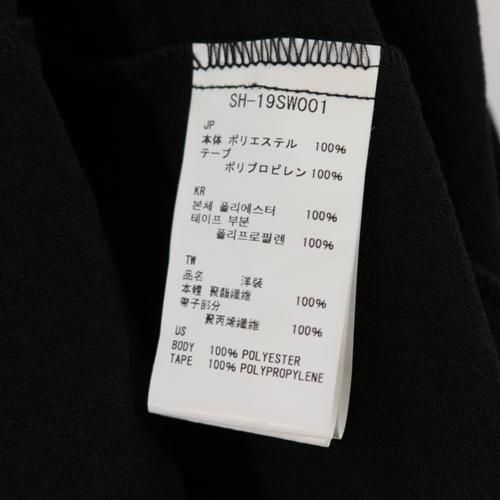 SH-19SW001
JP
本体 ポリエステル 100%
テープ
ポリプロピレン 100%
KR
본체 폴리에스터 100%
테이프 부분
폴리프로필렌 100%
TW
品名 洋裝
本體 聚酯纖維 100%
帶子部分
聚丙烯纖維 100%
US
BODY 100% POLYESTER
TAPE 100% POLYPROPYLENE